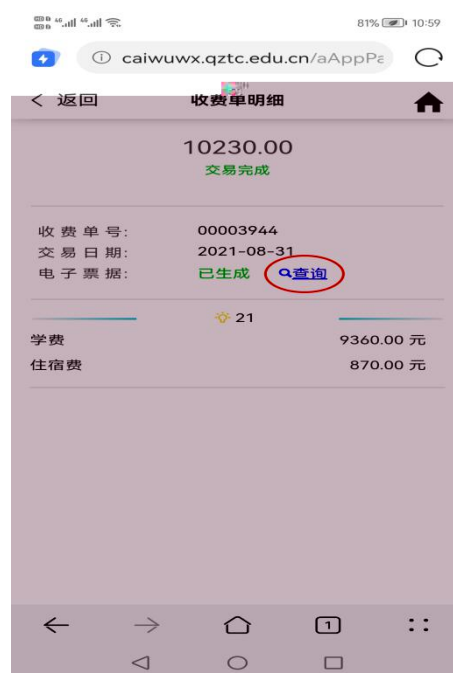 81% 10:59
caiwuwx.qztc.edu.cn/aAppPa
返回 收费单明细
10230.00
交易完成
收费单号: 00003944
交易日期: 2021-08-31
电子票据: 已生成 查询
21
学费 9360.00 元
住宿费 870.00 元
1